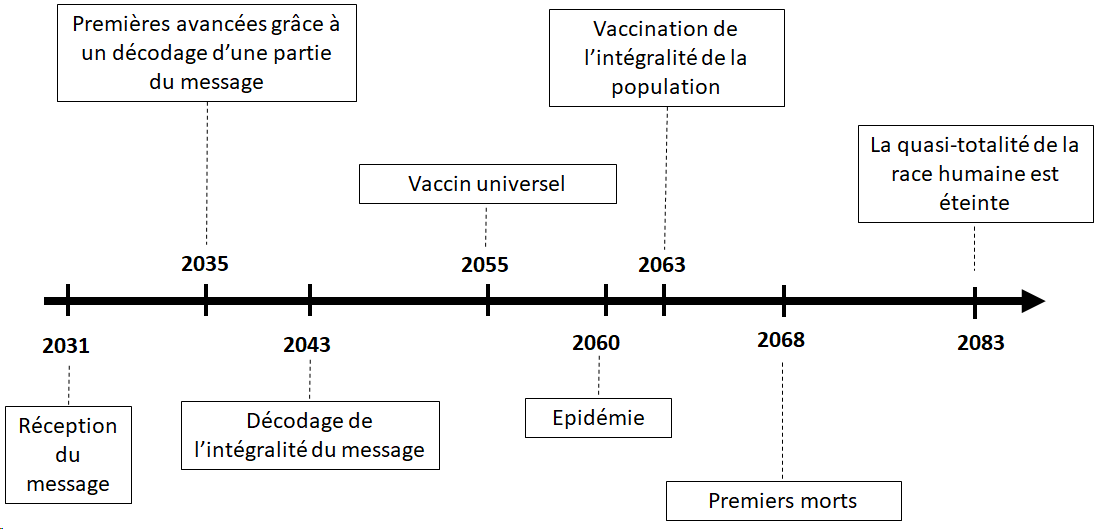 Premières avancées grâce à
un décodage d'une partie
du message
Vaccination de
l'intégralité de la
population
La quasi-totalité de la
race humaine est
éteinte
Vaccin universel
2035
2055
2063
2031
2043
2060
2068
2083
Réception
du
message
Décodage de
l'intégralité du message
Epidémie
Premiers morts